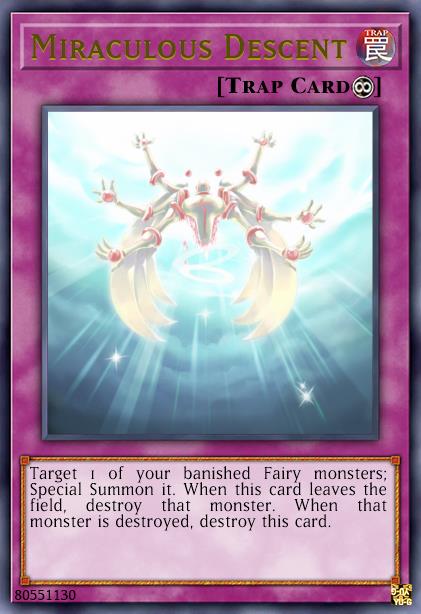 MIRACULOUS DESCENT
TRAP
罠
[TRAP CARD]
Target 1 of your banished Fairy monsters;
Special Summon it. When this card leaves the
field, destroy that monster. When that
monster is destroyed, destroy this card.
80551130